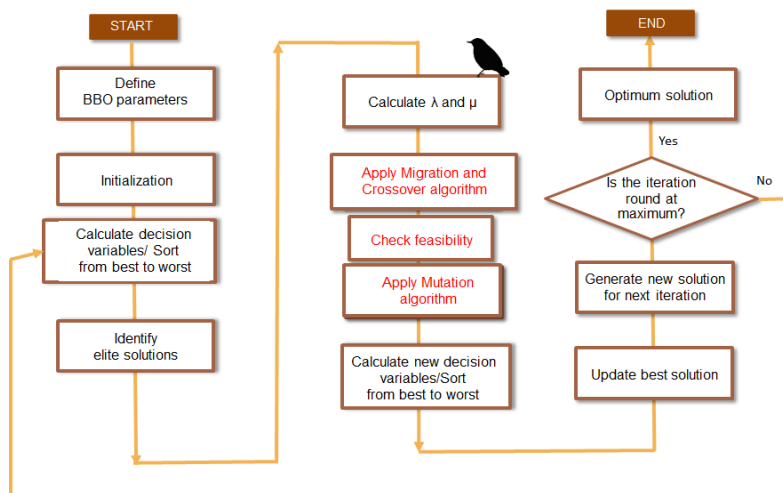 START
Define
BBO parameters
Initialization
Calculate decision
variables/ Sort
from best to worst
Identify
elite solutions
Calculate λ and μ
Apply Migration and
Crossover algorithm
Check feasibility
Apply Mutation
algorithm
Calculate new decision
variables/Sort
from best to worst
END
Optimum solution
Yes
Is the iteration
round at
maximum?
No
Generate new solution
for next iteration
Update best solution